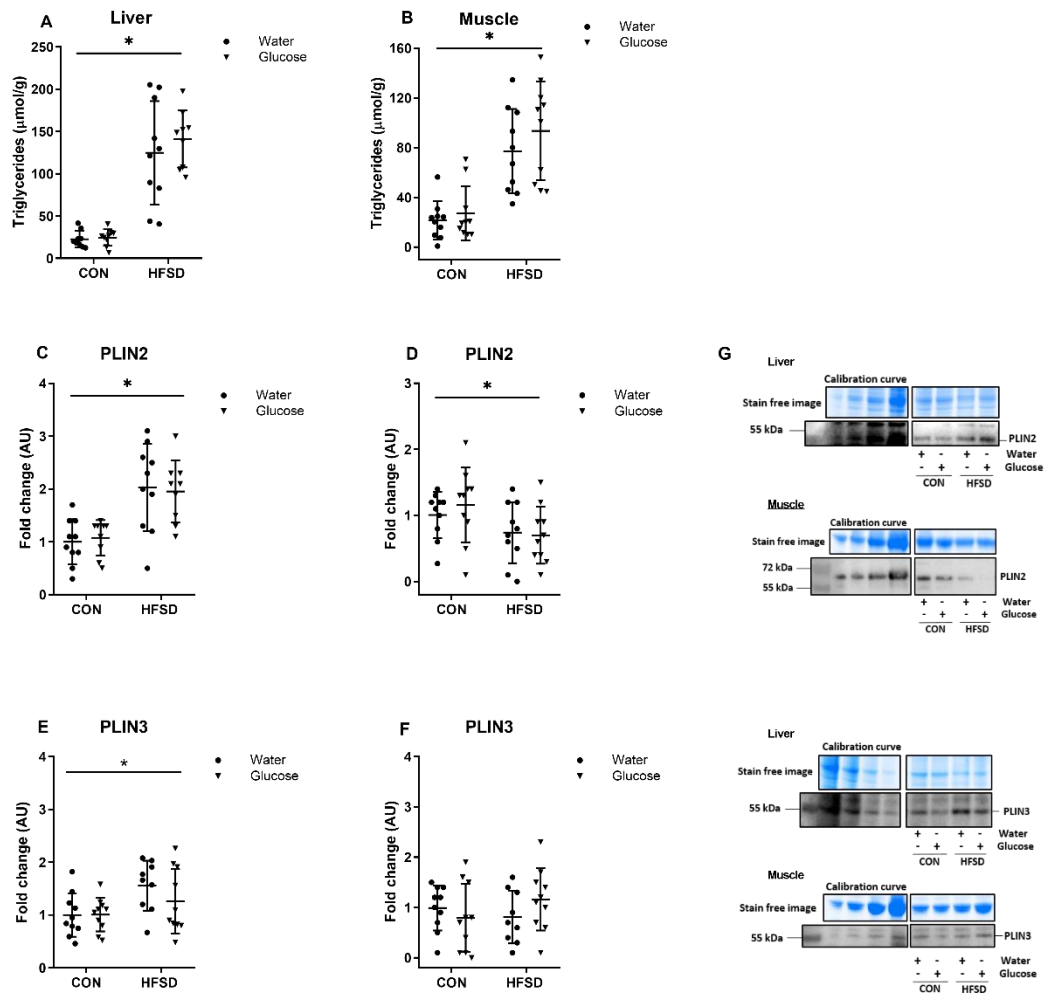 A
Liver
Water
Glucose
*
Triglycerides (µmol/g)
250
200
150
100
50
0
CON HFSD
B
Muscle
Water
Glucose
*
Triglycerides (µmol/g)
160
120
80
40
0
CON HFSD
C
PLIN2
Water
Glucose
*
Fold change (AU)
4
3
2
1
0
CON HFSD
D
PLIN2
Water
Glucose
*
Fold change (AU)
3
2
1
0
CON HFSD
G
Liver
Calibration curve
Stain free image
55 kDa
PLIN2
+ - + - Water
- + - + Glucose
CON HFSD
Muscle
Calibration curve
Stain free image
72 kDa
PLIN2
55 kDa
+ - + - Water
- + - + Glucose
CON HFSD
E
PLIN3
Water
Glucose
*
Fold change (AU)
4
3
2
1
0
CON HFSD
F
PLIN3
Water
Glucose
Fold change (AU)
4
3
2
1
0
CON HFSD
Liver
Calibration curve
Stain free image
55 kDa
PLIN3
+ - + - Water
- + - + Glucose
CON HFSD
Muscle
Calibration curve
Stain free image
55 kDa
PLIN3
+ - + - Water
- + - + Glucose
CON HFSD